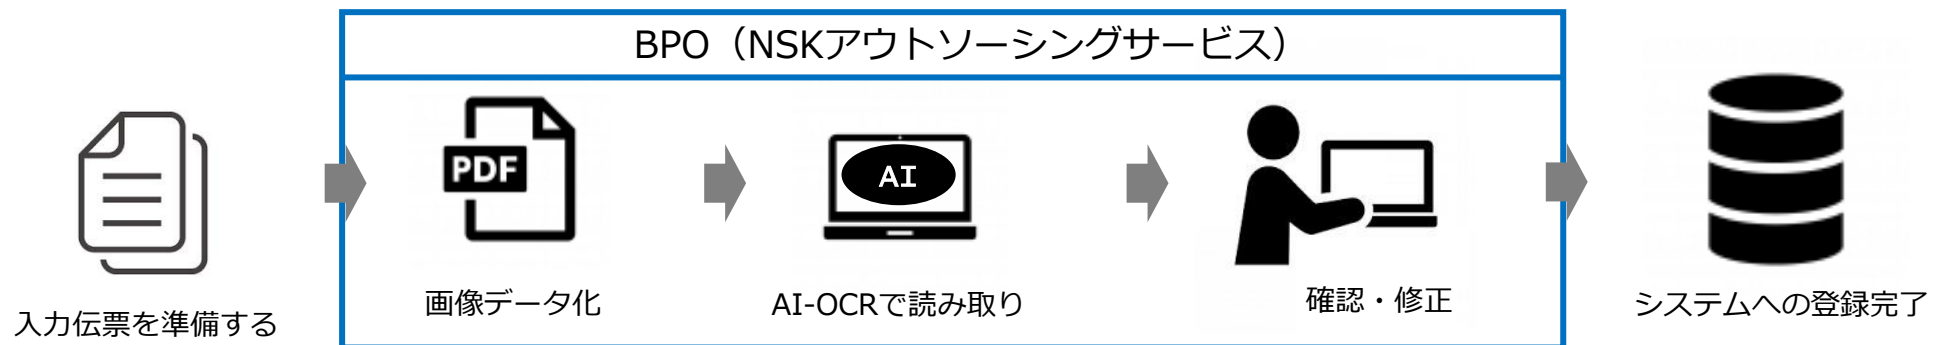 BPO（NSKアウトソーシングサービス）
PDF
AI
入力伝票を準備する
画像データ化
AI-OCRで読み取り
確認・修正
システムへの登録完了